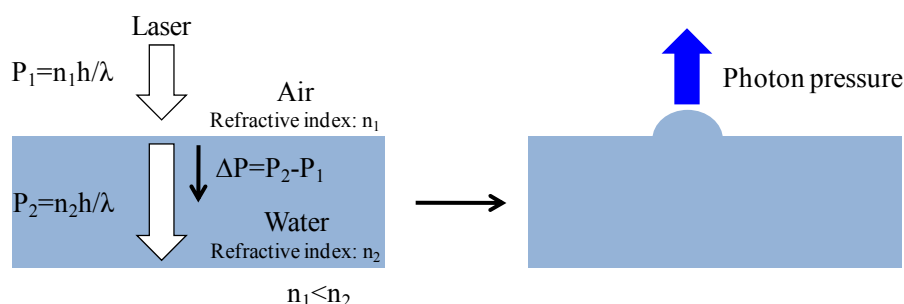 Laser
P₁=n₁h/λ
Air
Refractive index: n₁
ΔP=P₂-P₁
P₂=n₂h/λ
Water
Refractive index: n₂
n₁<n₂
Photon pressure